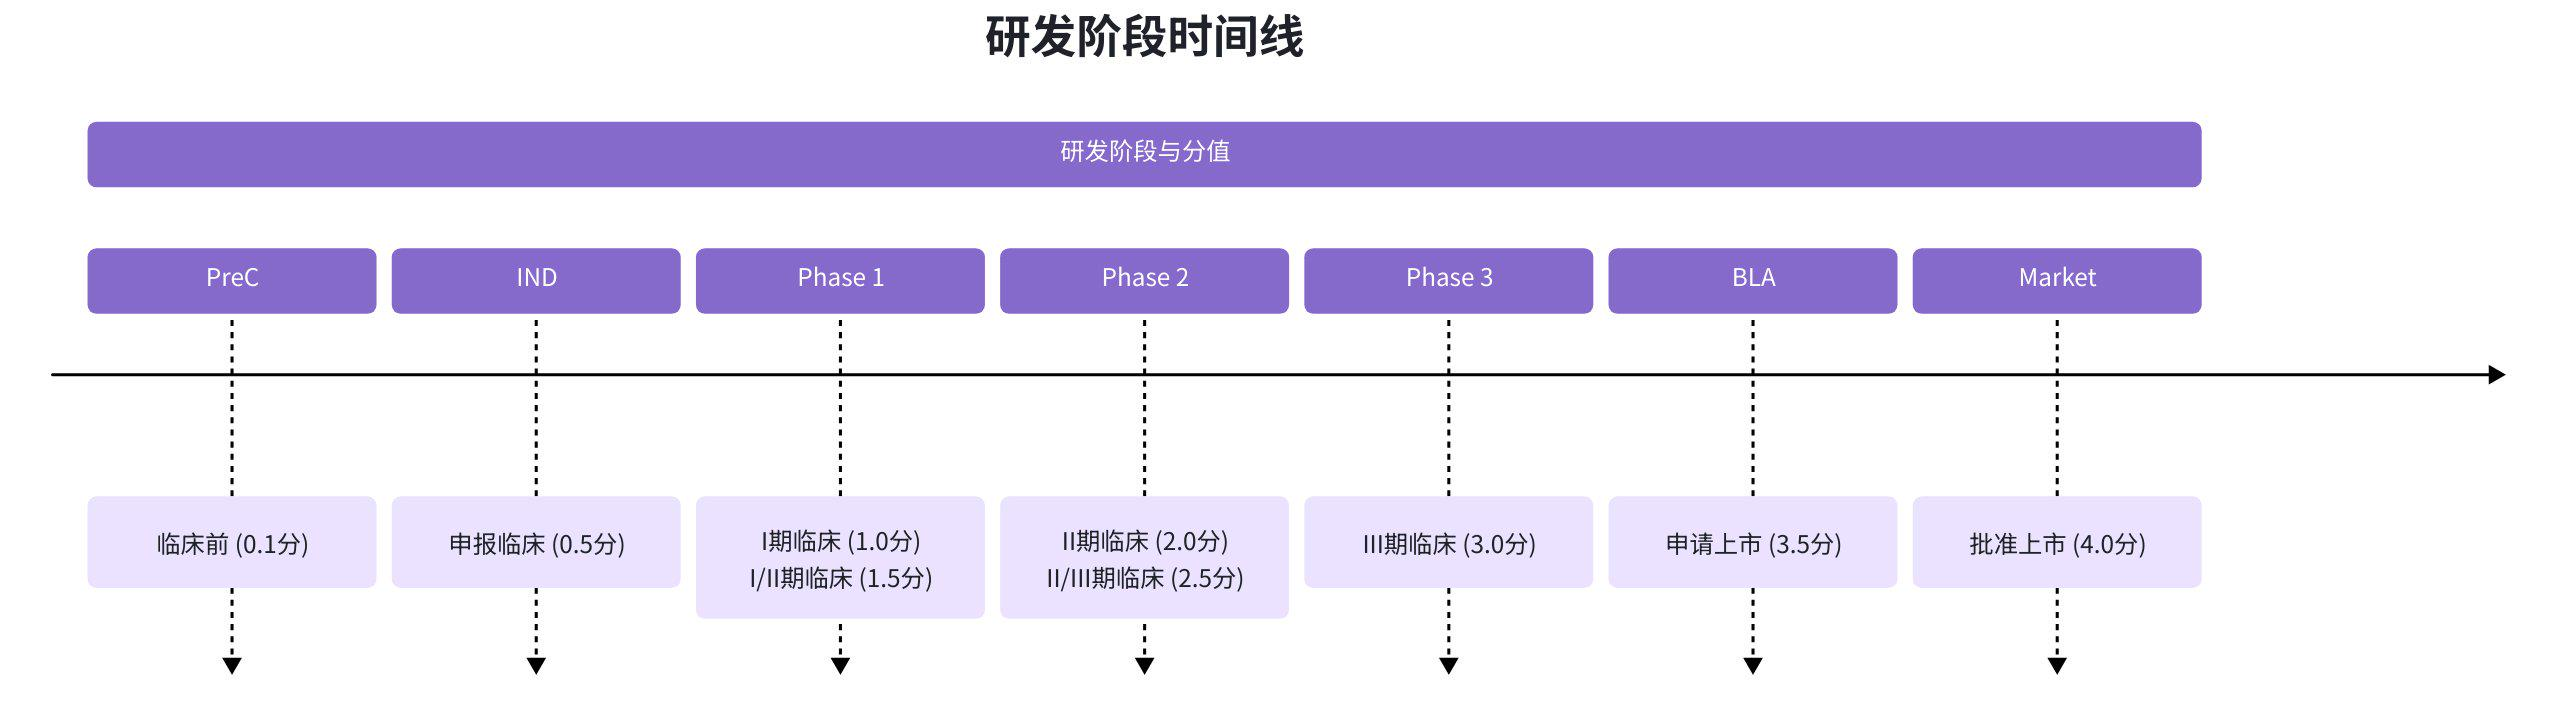 研发阶段时间线
研发阶段与分值
PreC
IND
Phase 1
Phase 2
Phase 3
BLA
Market
临床前 (0.1分)
申报临床 (0.5分)
I期临床 (1.0分)
I/II期临床 (1.5分)
II期临床 (2.0分)
II/III期临床 (2.5分)
III期临床 (3.0分)
申请上市 (3.5分)
批准上市 (4.0分)